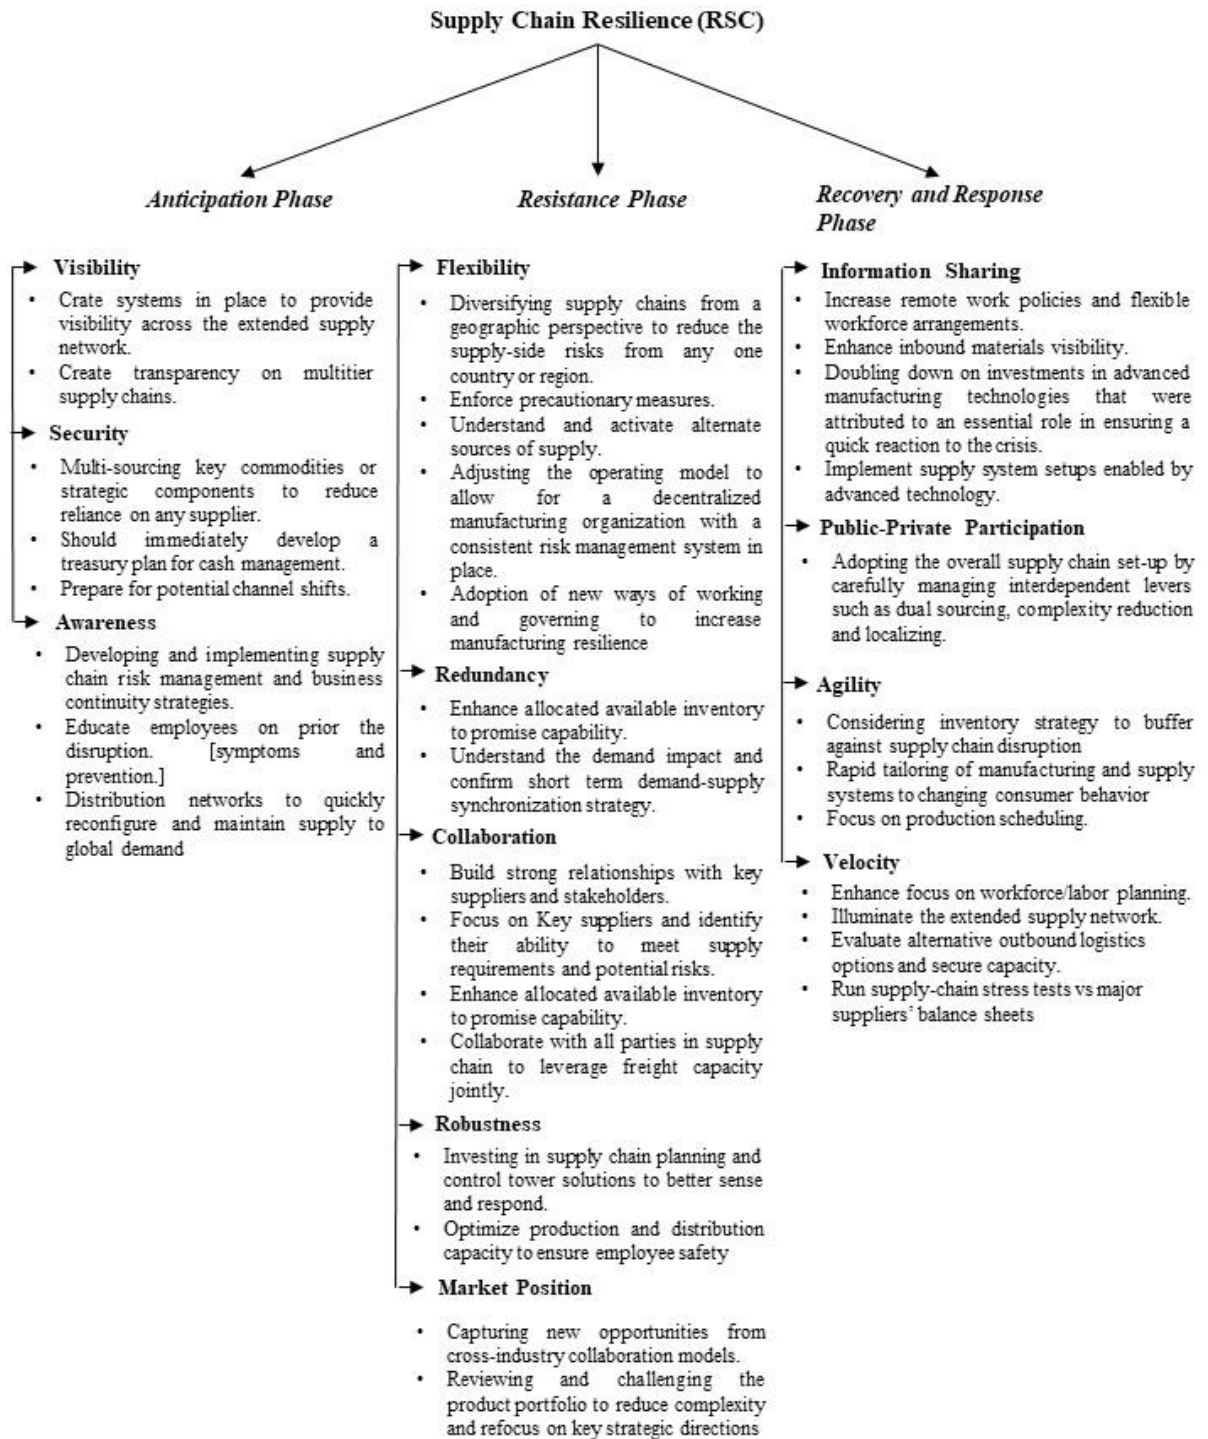 Supply Chain Resilience (RSC)
Anticipation Phase
Visibility
• Crate systems in place to provide
visibility across the extended supply
network.
• Create transparency on multitier
supply chains.
Security
• Multi-sourcing key commodities or
strategic components to reduce
reliance on any supplier.
• Should immediately develop a
treasury plan for cash management.
• Prepare for potential channel shifts.
Awareness
• Developing and implementing supply
chain risk management and business
continuity strategies.
• Educate employees on prior the
disruption. [symptoms and
prevention.]
• Distribution networks to quickly
reconfigure and maintain supply to
global demand
Resistance Phase
Flexibility
• Diversifying supply chains from a
geographic perspective to reduce the
supply-side risks from any one
country or region.
• Enforce precautionary measures.
• Understand and activate alternate
sources of supply.
• Adjusting the operating model to
allow for a decentralized
manufacturing organization with a
consistent risk management system in
place.
• Adoption of new ways of working
and governing to increase
manufacturing resilience
Redundancy
• Enhance allocated available inventory
to promise capability.
• Understand the demand impact and
confirm short term demand-supply
synchronization strategy.
Collaboration
• Build strong relationships with key
suppliers and stakeholders.
• Focus on Key suppliers and identify
their ability to meet supply
requirements and potential risks.
• Enhance allocated available inventory
to promise capability.
• Collaborate with all parties in supply
chain to leverage freight capacity
jointly.
Robustness
• Investing in supply chain planning and
control tower solutions to better sense
and respond.
• Optimize production and distribution
capacity to ensure employee safety
Market Position
• Capturing new opportunities from
cross-industry collaboration models.
• Reviewing and challenging the
product portfolio to reduce complexity
and refocus on key strategic directions
Recovery and Response
Phase
Information Sharing
• Increase remote work policies and flexible
workforce arrangements.
• Enhance inbound materials visibility.
• Doubling down on investments in advanced
manufacturing technologies that were
attributed to an essential role in ensuring a
quick reaction to the crisis.
• Implement supply system setups enabled by
advanced technology.
Public-Private Participation
• Adopting the overall supply chain set-up by
carefully managing interdependent levers
such as dual sourcing, complexity reduction
and localizing.
Agility
• Considering inventory strategy to buffer
against supply chain disruption
• Rapid tailoring of manufacturing and supply
systems to changing consumer behavior
• Focus on production scheduling.
Velocity
• Enhance focus on workforce/labor planning.
• Illuminate the extended supply network.
• Evaluate alternative outbound logistics
options and secure capacity.
• Run supply-chain stress tests vs major
suppliers' balance sheets